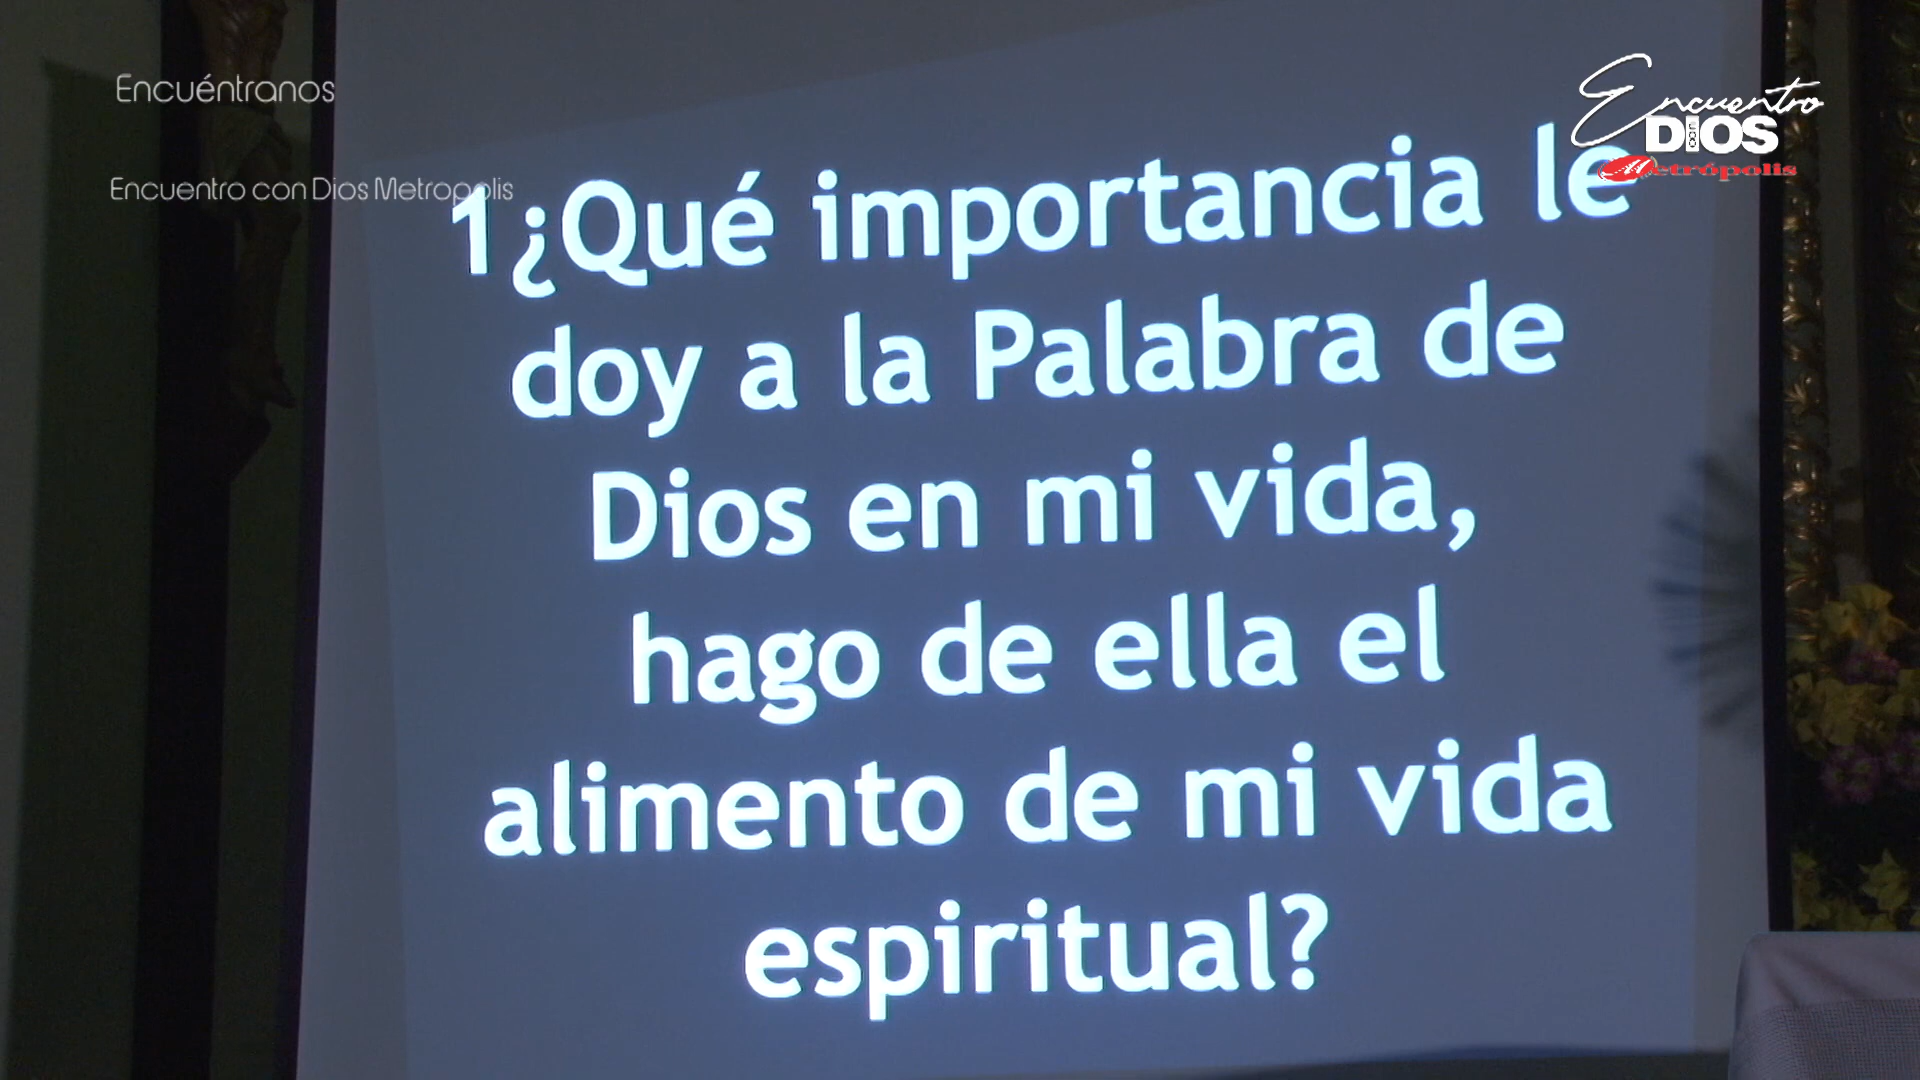 Encuéntranos
Encuentro con Dios Metropolis
Encuentro
con
DIOS
Metrópolis
1¿Qué importancia le
doy a la Palabra de
Dios en mi vida,
hago de ella el
alimento de mi vida
espiritual?